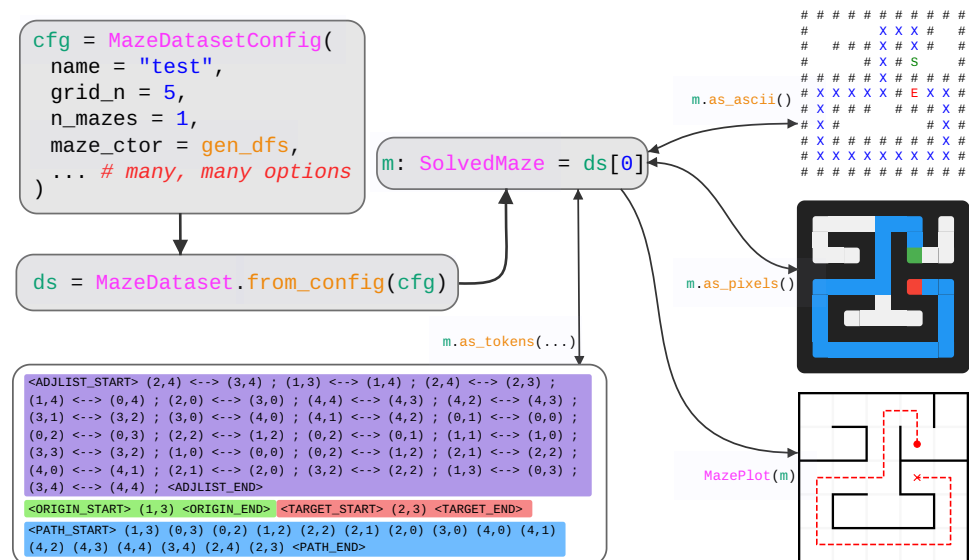 cfg = MazeDatasetConfig(
name = "test",
grid_n = 5,
n_mazes = 1,
maze_ctor = gen_dfs,
... # many, many options
)
ds = MazeDataset.from_config(cfg)
m: SolvedMaze = ds[0]
m.as_ascii()
# # # # # # # # # # #
#         X X X #   #
#   # # # X # X #   #
#       # X # S     #
# # # # # X # # # # #
# X X X X X # E X X #
# X # # #   # # # X #
# X #           # X #
# X # # # # # # # X #
# X X X X X X X X X #
# # # # # # # # # # #
m.as_pixels()
m.as_tokens(...)
MazePlot(m)
<ADJLIST_START> (2,4) <--> (3,4) ; (1,3) <--> (1,4) ; (2,4) <--> (2,3) ;
(1,4) <--> (0,4) ; (2,0) <--> (3,0) ; (4,4) <--> (4,3) ; (4,2) <--> (4,3) ;
(3,1) <--> (3,2) ; (3,0) <--> (4,0) ; (4,1) <--> (4,2) ; (0,1) <--> (0,0) ;
(0,2) <--> (0,3) ; (2,2) <--> (1,2) ; (0,2) <--> (0,1) ; (1,1) <--> (1,0) ;
(3,3) <--> (3,2) ; (1,0) <--> (0,0) ; (0,2) <--> (1,2) ; (2,1) <--> (2,2) ;
(4,0) <--> (4,1) ; (2,1) <--> (2,0) ; (3,2) <--> (2,2) ; (1,3) <--> (0,3) ;
(3,4) <--> (4,4) ; <ADJLIST_END>
<ORIGIN_START> (1,3) <ORIGIN_END> <TARGET_START> (2,3) <TARGET_END>
<PATH_START> (1,3) (0,3) (0,2) (1,2) (2,2) (2,1) (2,0) (3,0) (4,0) (4,1)
(4,2) (4,3) (4,4) (3,4) (2,4) (2,3) <PATH_END>